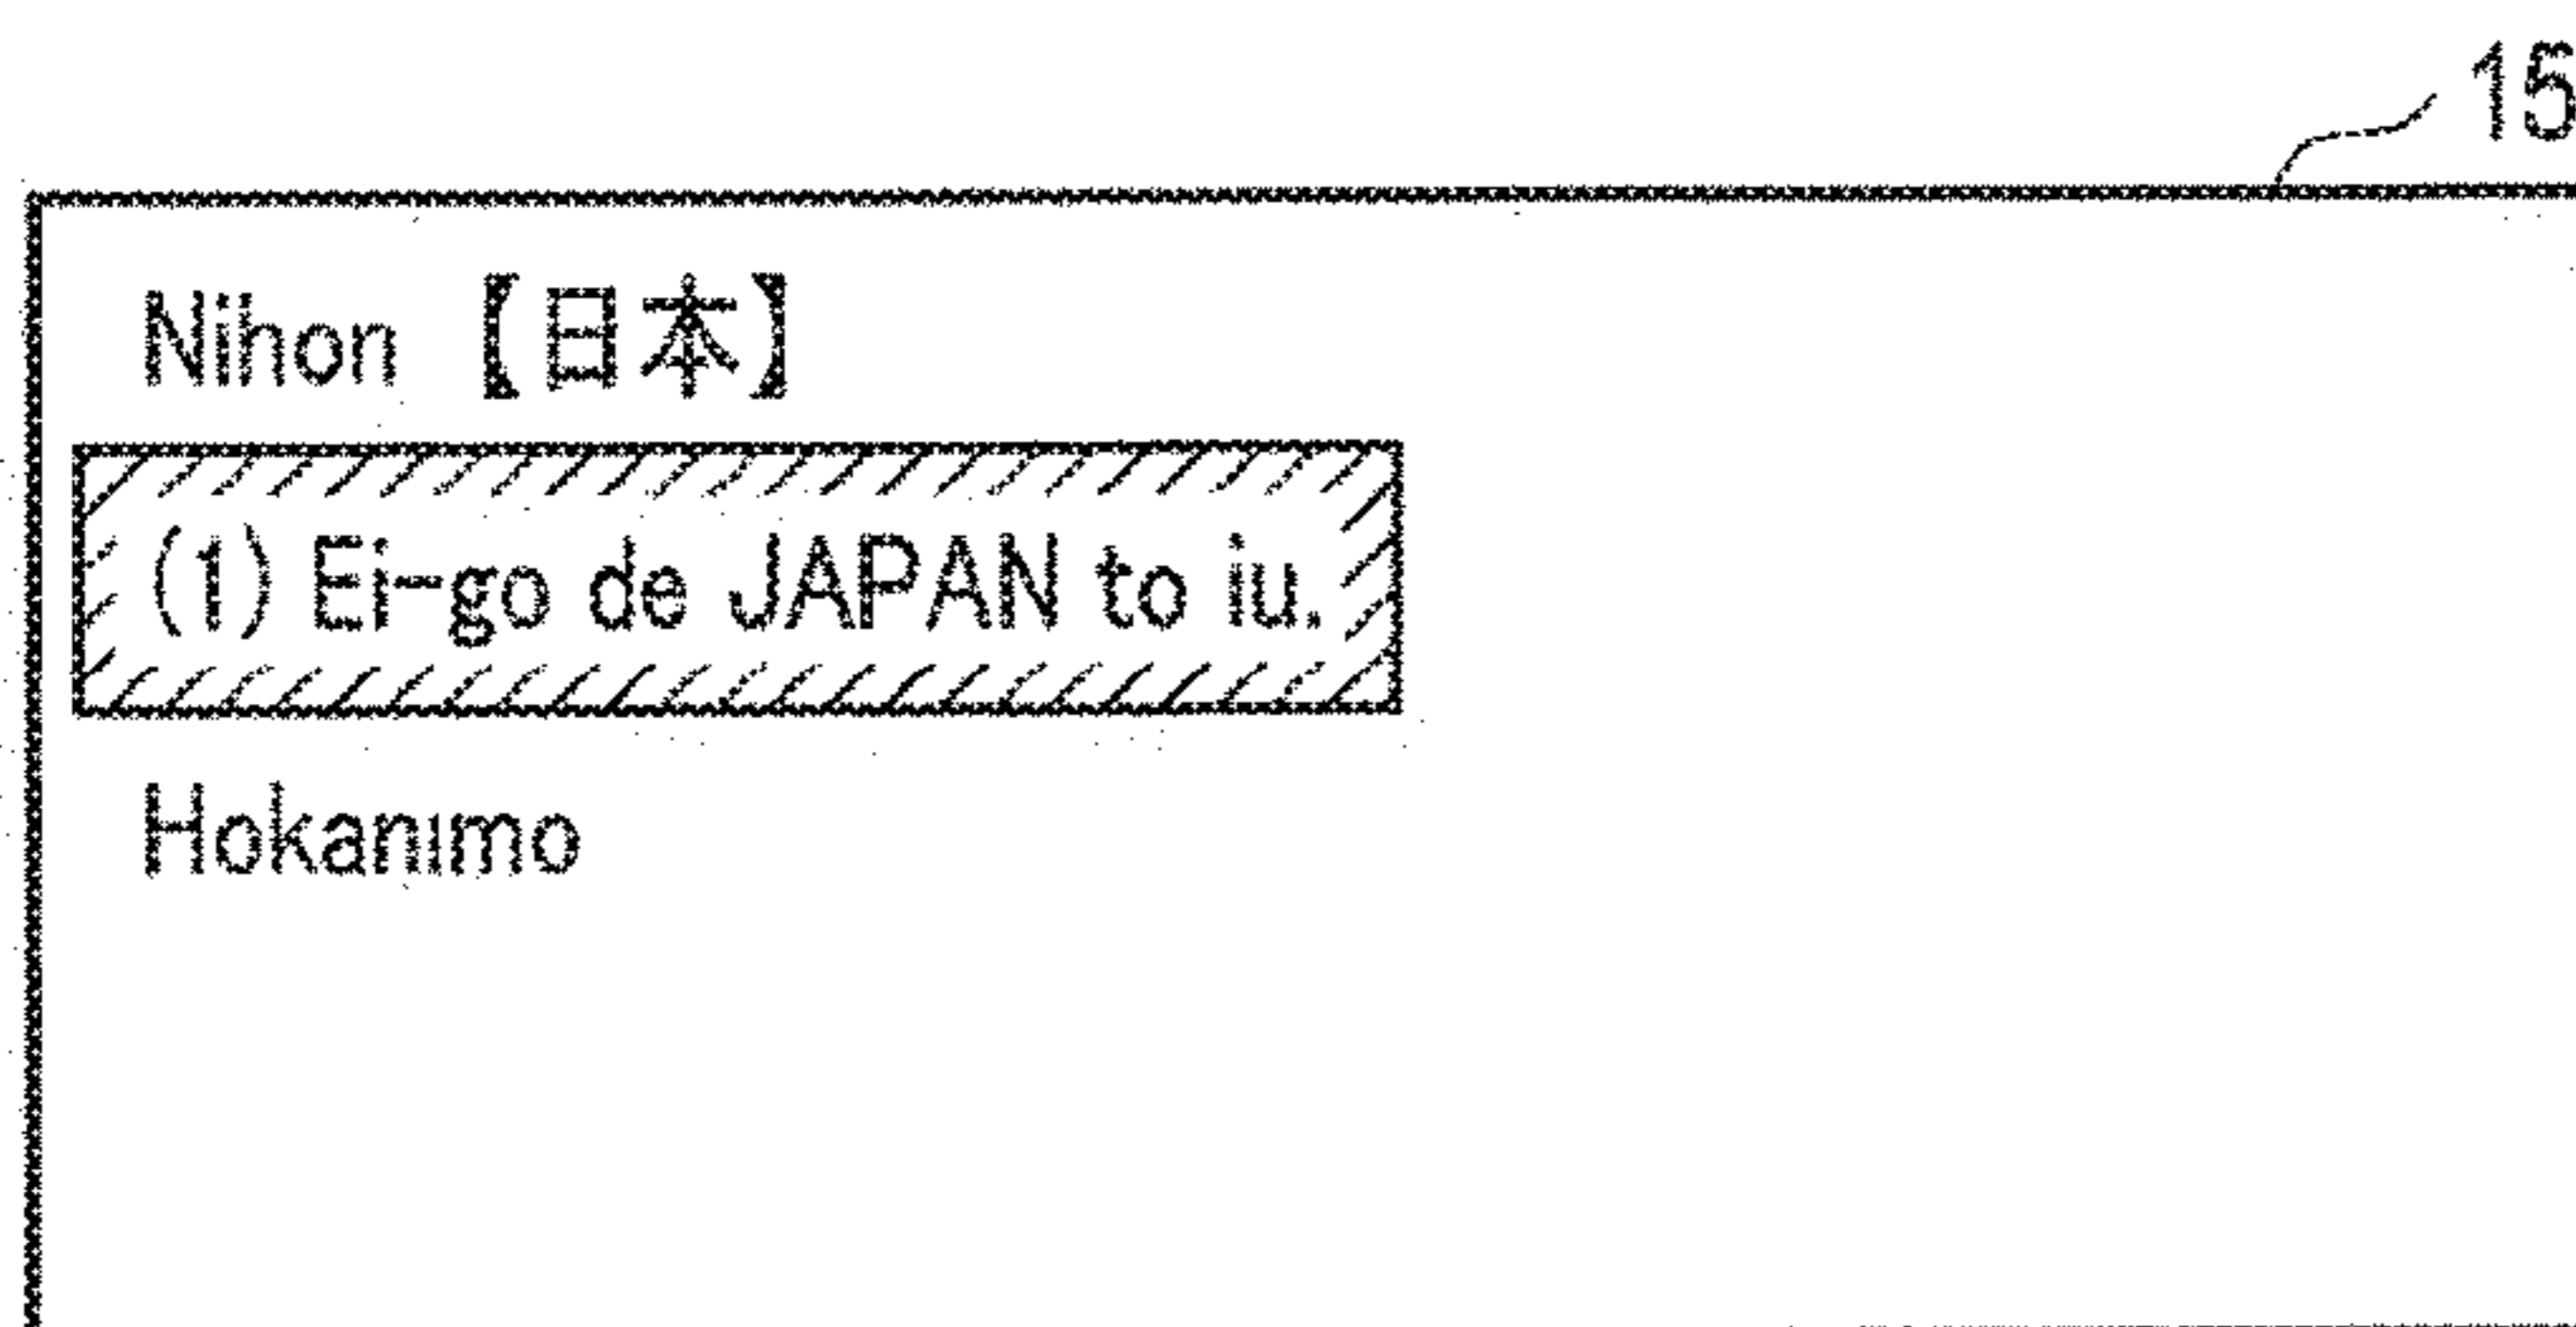 15
Nihon 【日本】
(1) Ei-go de JAPAN to iu.
Hokanimo